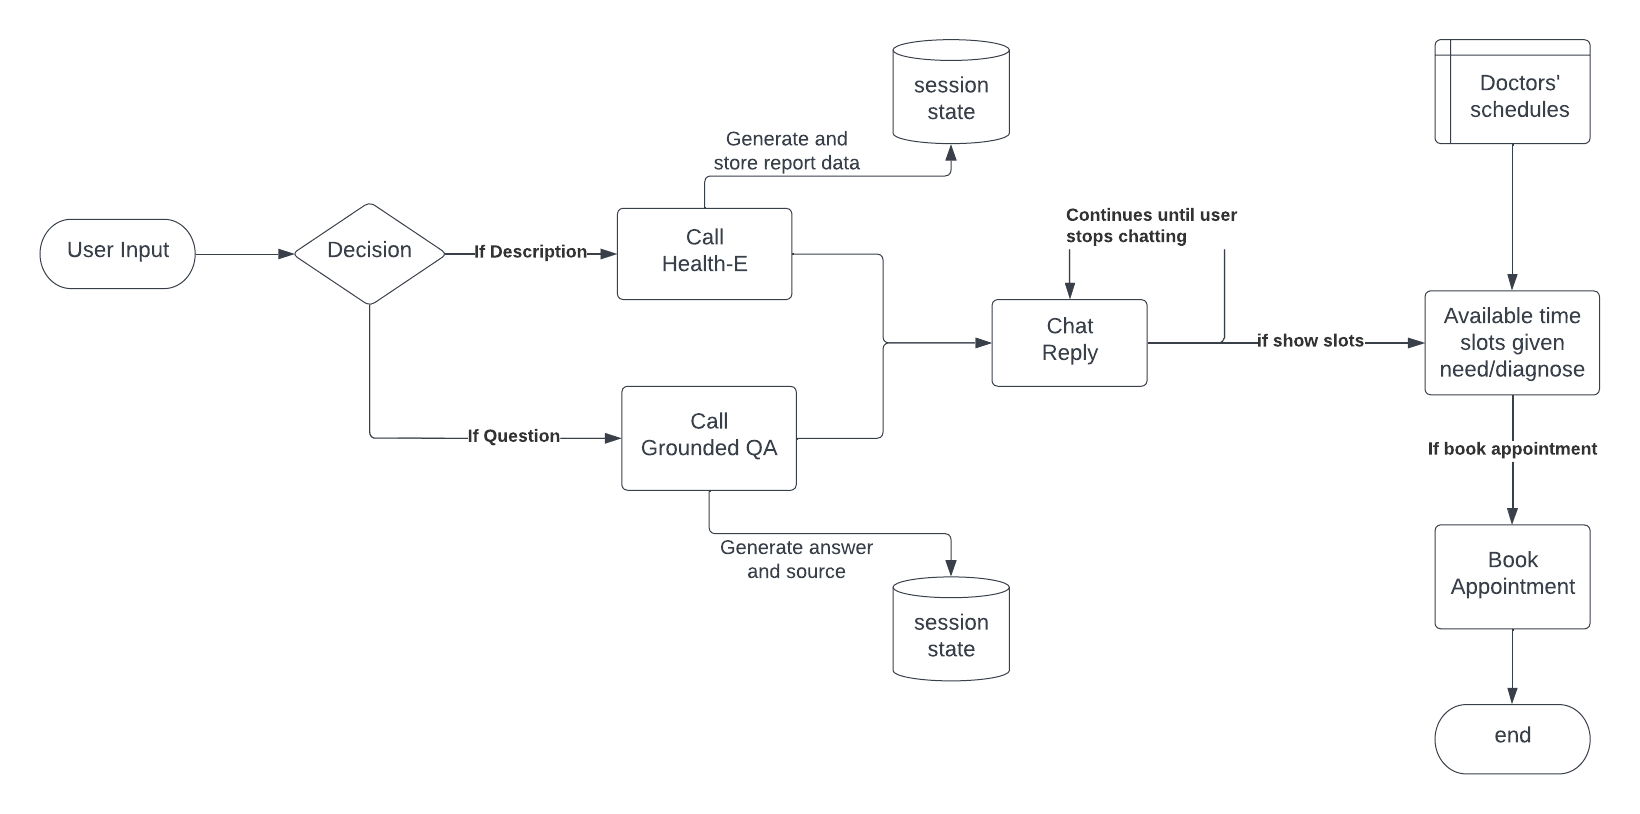 session
state
Doctors'
schedules
Generate and
store report data
User Input
Decision
If Description
Call
Health-E
Continues until user
stops chatting
Chat
Reply
if show slots
Available time
slots given
need/diagnose
If Question
Call
Grounded QA
If book appointment
Generate answer
and source
session
state
Book
Appointment
end